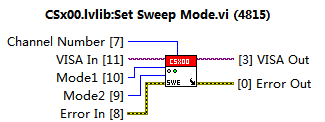 CSx00.lvlib:Set Sweep Mode.vi (4815)
Channel Number [7]
VISA In [11]
Mode1 [10]
Mode2 [9]
Error In [8]
CSX00
SWE
[3] VISA Out
[0] Error Out